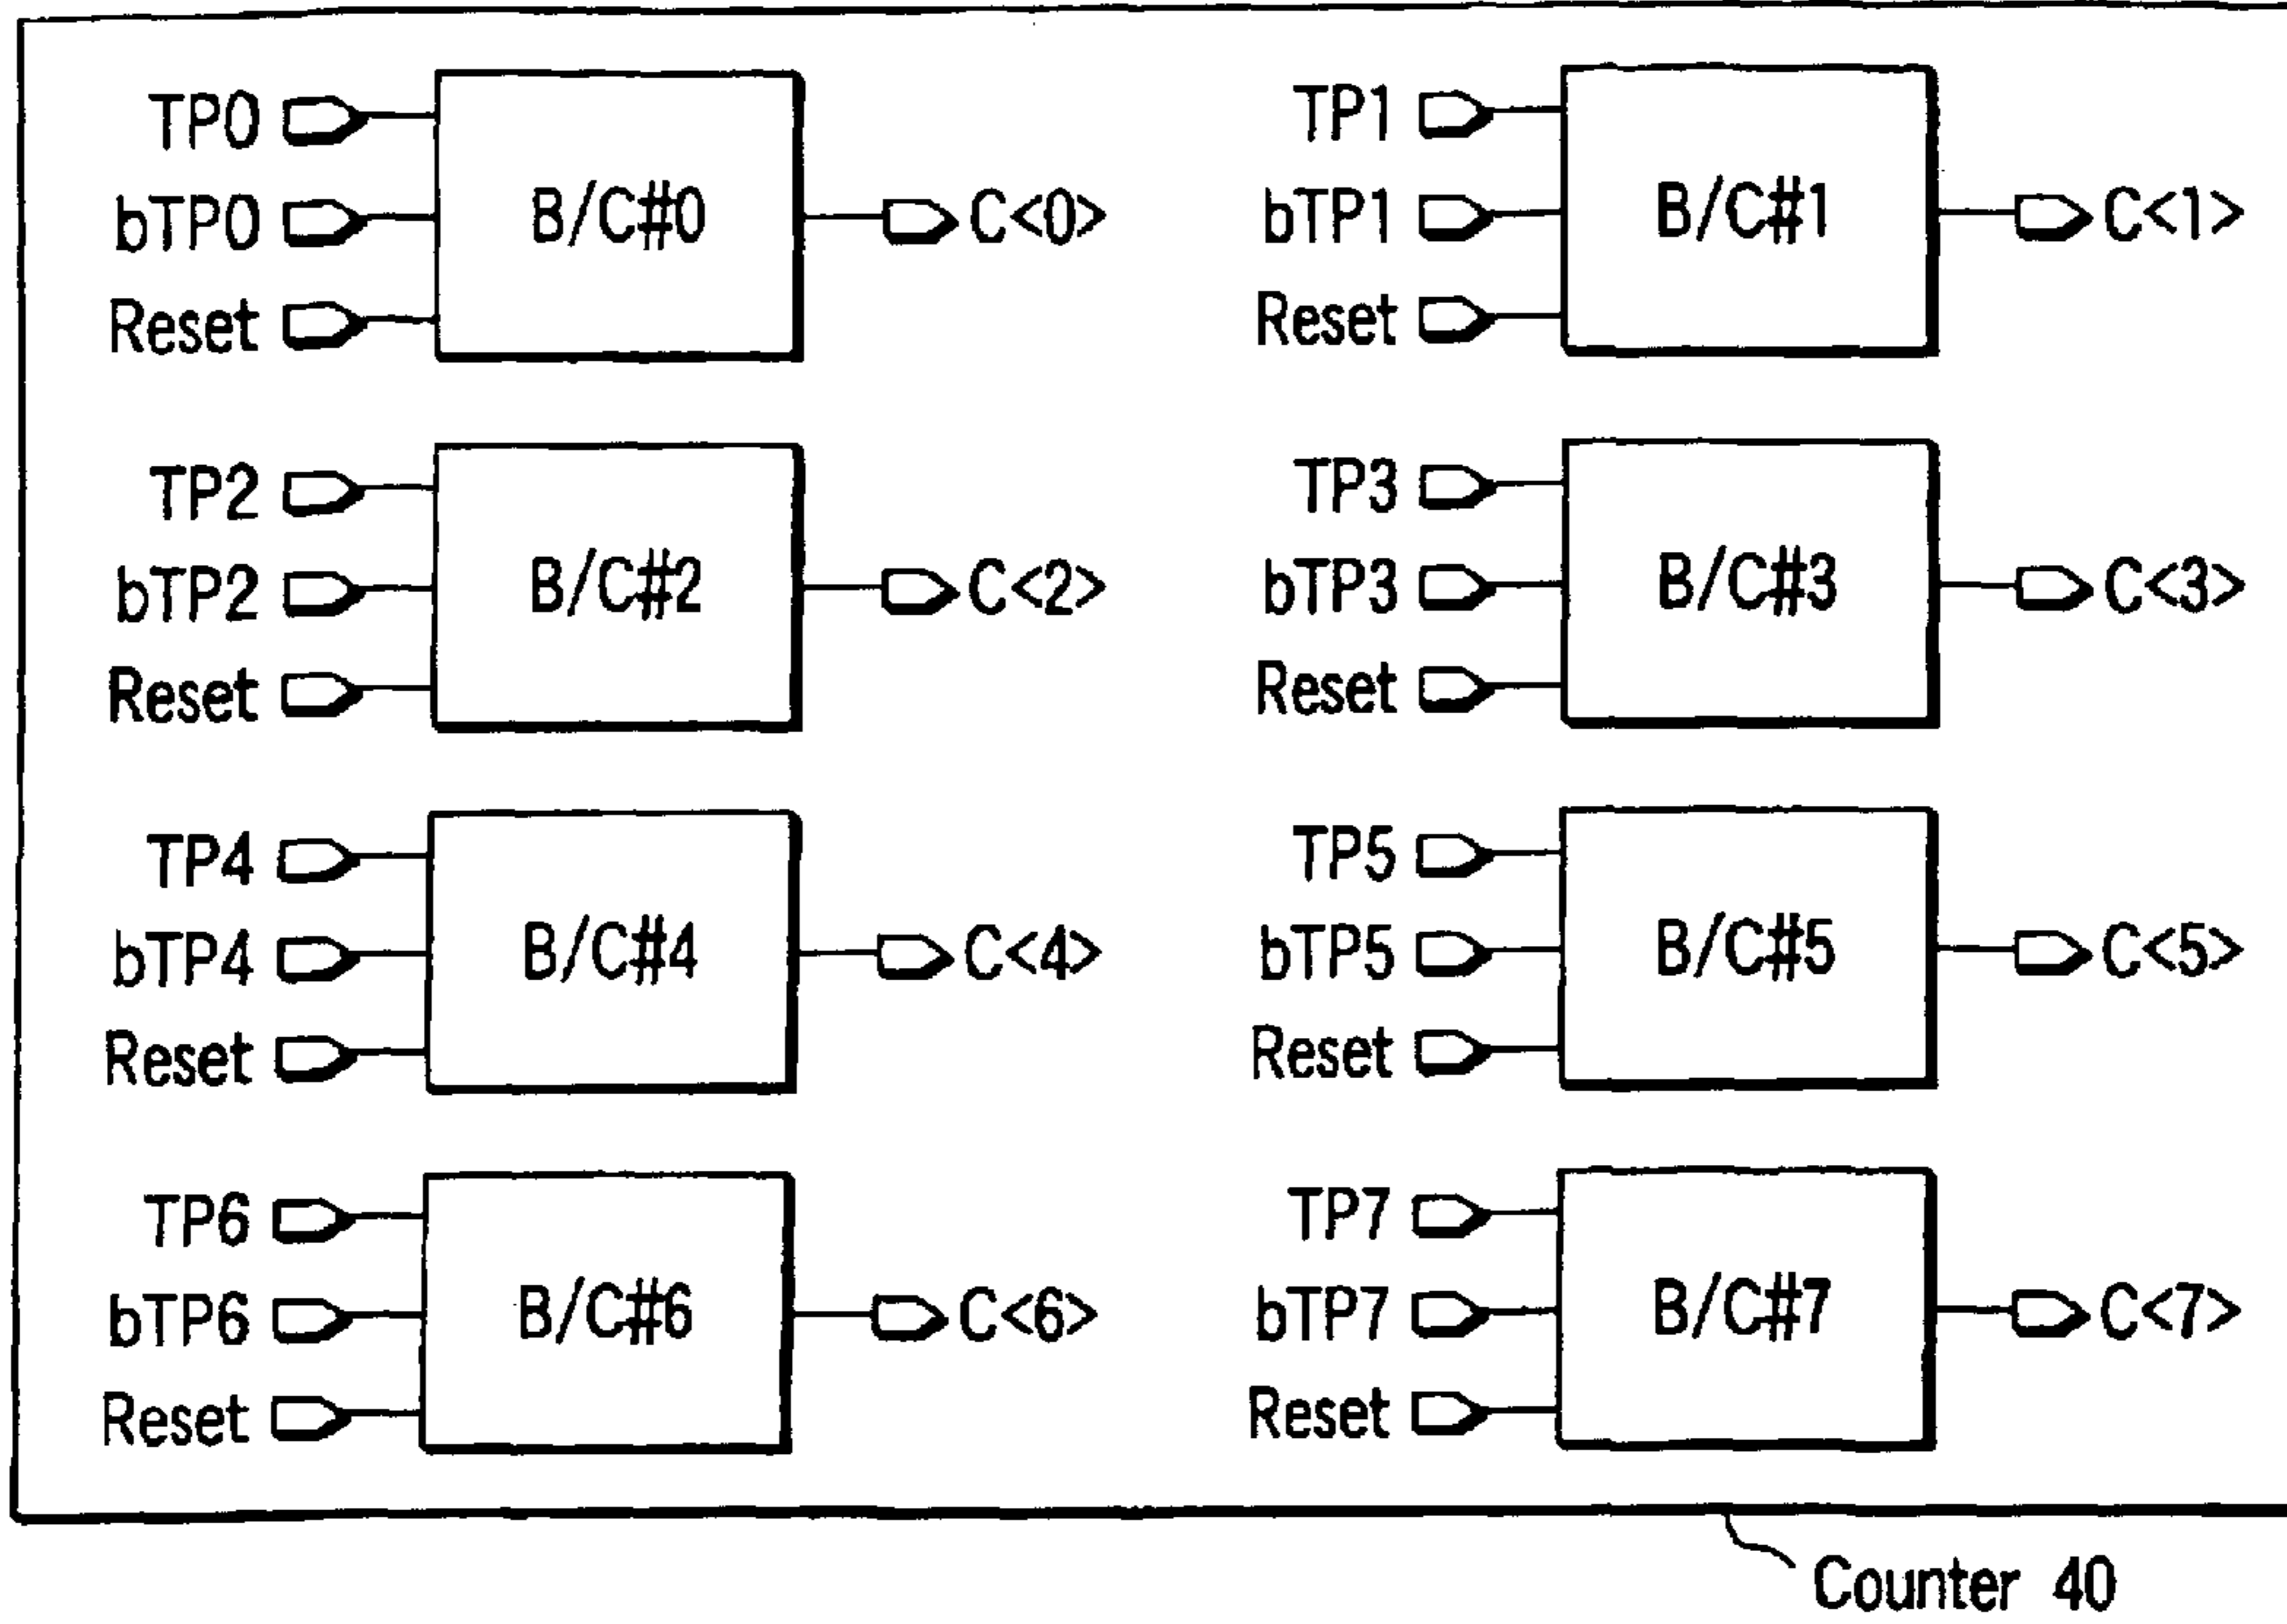 TP0
bTP0
Reset
B/C#0
C<0>
TP1
bTP1
Reset
B/C#1
C<1>
TP2
bTP2
Reset
B/C#2
C<2>
TP3
bTP3
Reset
B/C#3
C<3>
TP4
bTP4
Reset
B/C#4
C<4>
TP5
bTP5
Reset
B/C#5
C<5>
TP6
bTP6
Reset
B/C#6
C<6>
TP7
bTP7
Reset
B/C#7
C<7>
Counter 40